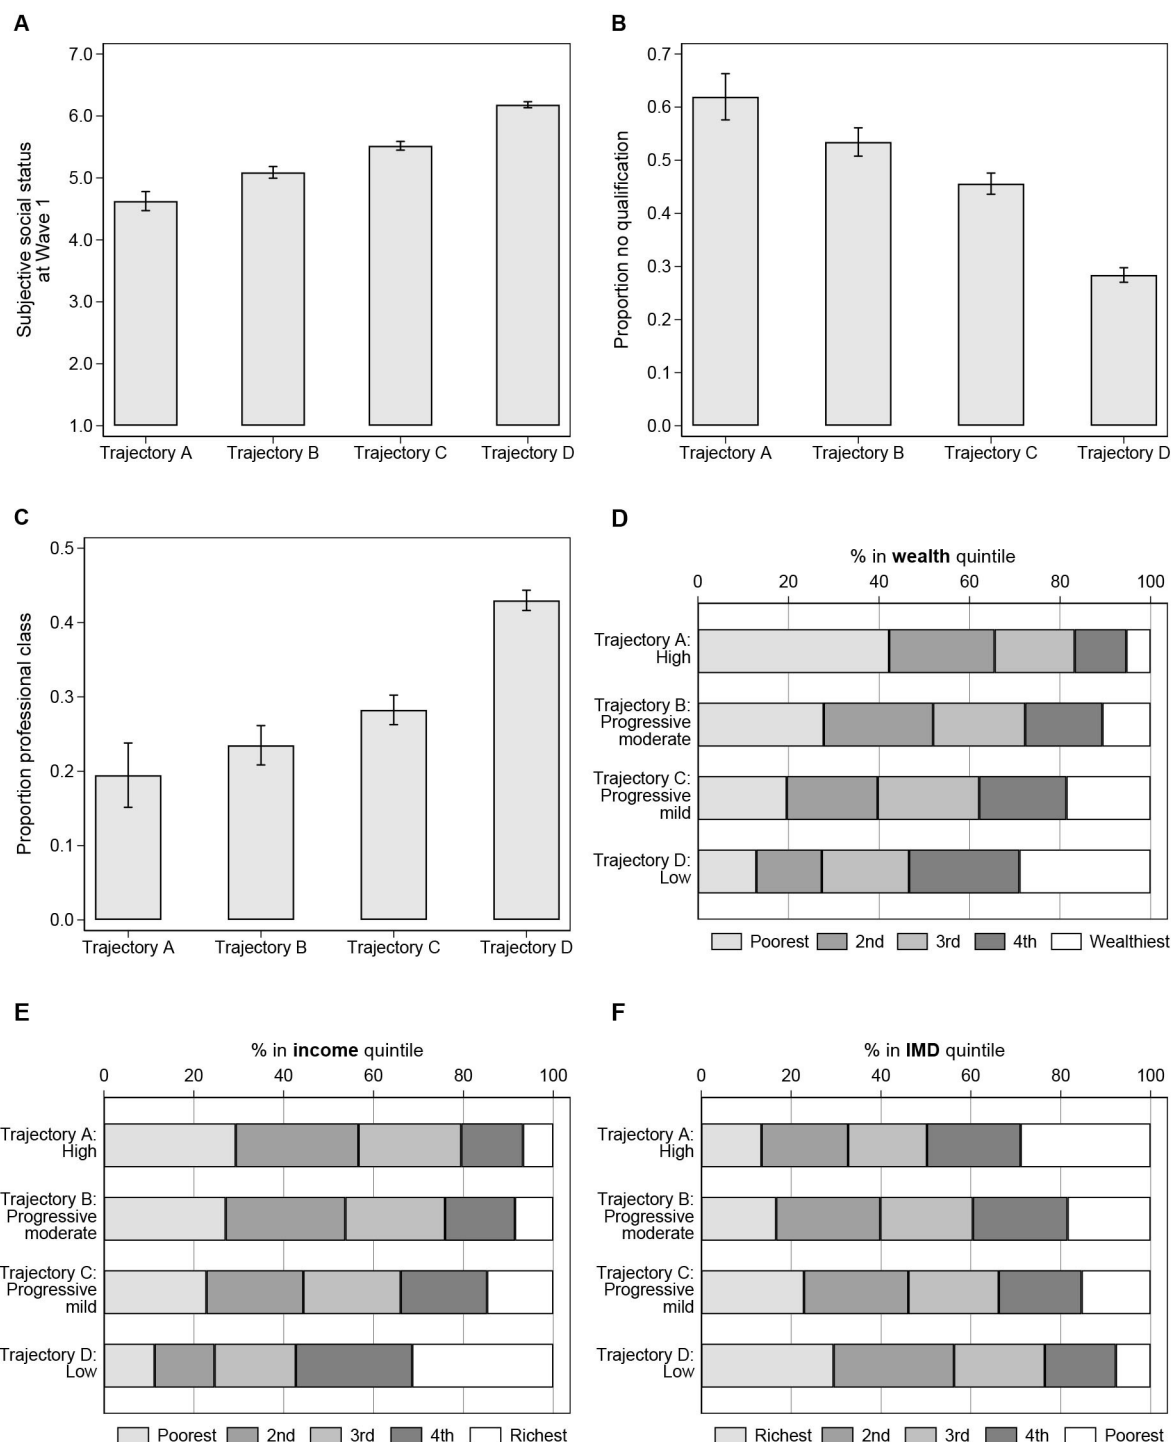 A
7.0
6.0
5.0
4.0
3.0
2.0
1.0
Subjective social status
at Wave 1
Trajectory A Trajectory B Trajectory C Trajectory D
B
0.7
0.6
0.5
0.4
0.3
0.2
0.1
0.0
Proportion no qualification
Trajectory A Trajectory B Trajectory C Trajectory D
C
0.5
0.4
0.3
0.2
0.1
0.0
Proportion professional class
Trajectory A Trajectory B Trajectory C Trajectory D
D
% in wealth quintile
0 20 40 60 80 100
Trajectory A:
High
Trajectory B:
Progressive
moderate
Trajectory C:
Progressive
mild
Trajectory D:
Low
Poorest 2nd 3rd 4th Wealthiest
E
% in income quintile
0 20 40 60 80 100
Trajectory A:
High
Trajectory B:
Progressive
moderate
Trajectory C:
Progressive
mild
Trajectory D:
Low
Poorest 2nd 3rd 4th Richest
F
% in IMD quintile
0 20 40 60 80 100
Trajectory A:
High
Trajectory B:
Progressive
moderate
Trajectory C:
Progressive
mild
Trajectory D:
Low
Richest 2nd 3rd 4th Poorest